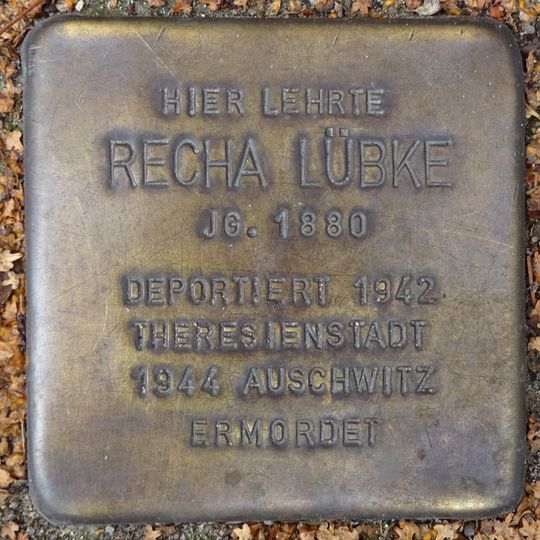 HIER LEHRTE
RECHA LÜBKE
JG. 1880
DEPORTIERT 1942
THERESIENSTADT
1944 AUSCHWITZ
ERMORDET